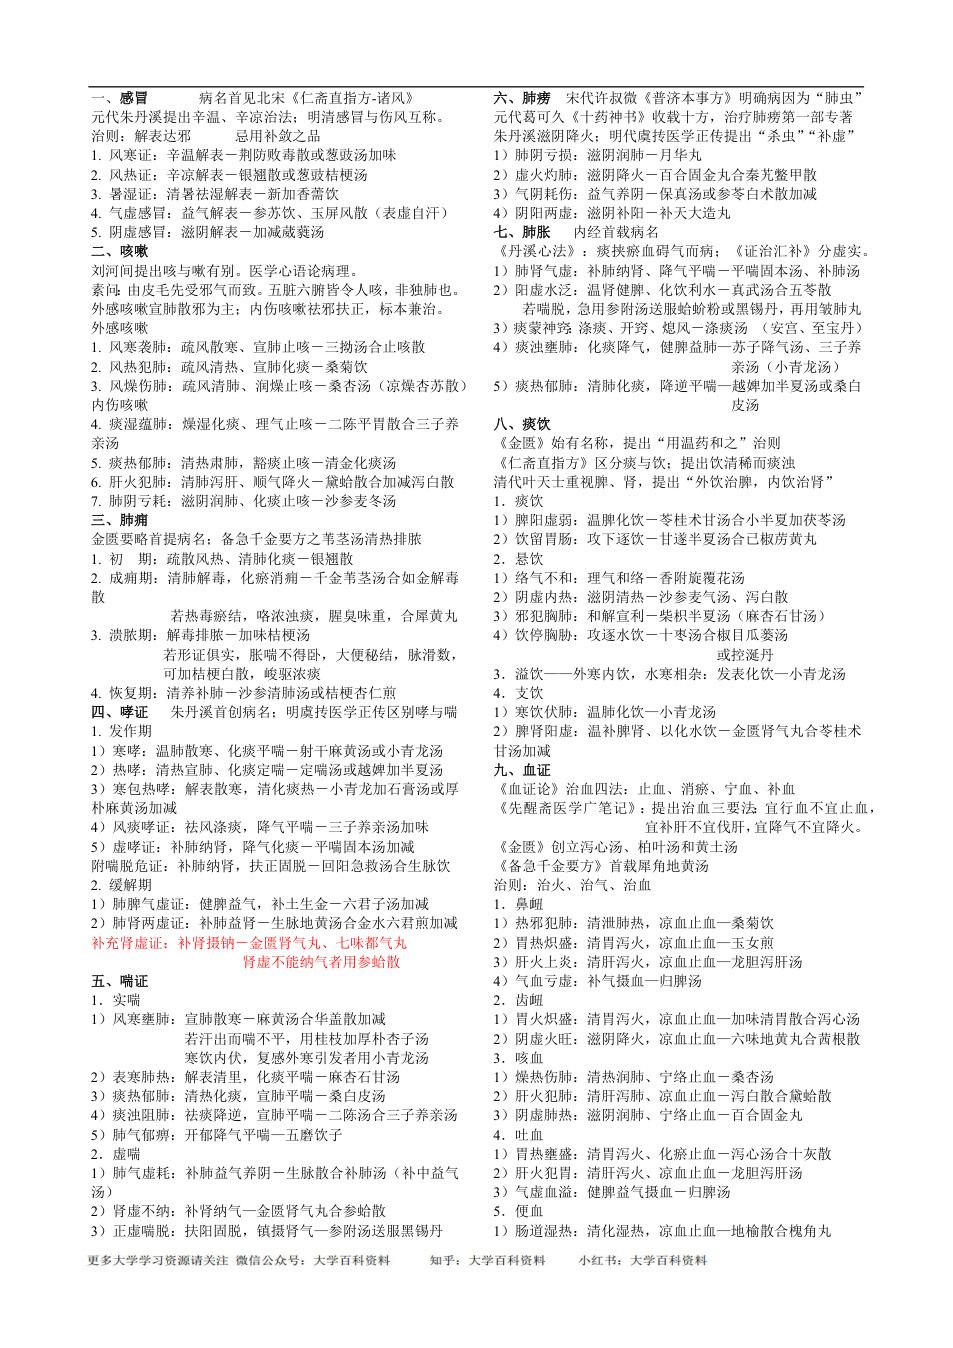 一、感冒 病名首见北宋《仁斋直指方-诸风》
元代朱丹溪提出辛温、辛凉治法；明清感冒与伤风互称。
治则：解表达邪 忌用补敛之品
1. 风寒证：辛温解表－荆防败毒散或葱豉汤加味
2. 风热证：辛凉解表－银翘散或葱豉桔梗汤
3. 暑湿证：清暑祛湿解表－新加香薷饮
4. 气虚感冒：益气解表－参苏饮、玉屏风散（表虚自汗）
5. 阴虚感冒：滋阴解表－加减葳蕤汤
二、咳嗽
刘河间提出咳与嗽有别。医学心语论病理。
素问：由皮毛先受邪气而致。五脏六腑皆令人咳，非独肺也。
外感咳嗽宣肺散邪为主；内伤咳嗽祛邪扶正，标本兼治。
外感咳嗽
1. 风寒袭肺：疏风散寒、宣肺止咳－三拗汤合止咳散
2. 风热犯肺：疏风清热、宣肺化痰－桑菊饮
3. 风燥伤肺：疏风清肺、润燥止咳－桑杏汤（凉燥杏苏散）
内伤咳嗽
4. 痰湿蕴肺：燥湿化痰、理气止咳－二陈平胃散合三子养
亲汤
5. 痰热郁肺：清热肃肺，豁痰止咳－清金化痰汤
6. 肝火犯肺：清肺泻肝、顺气降火－黛蛤散合加减泻白散
7. 肺阴亏耗：滋阴润肺、化痰止咳－沙参麦冬汤
三、肺痈
金匮要略首提病名；备急千金要方之苇茎汤清热排脓
1. 初 期：疏散风热、清肺化痰－银翘散
2. 成痈期：清肺解毒，化瘀消痈－千金苇茎汤合如金解毒
散
若热毒瘀结，咯浓浊痰，腥臭味重，合犀黄丸
3. 溃脓期：解毒排脓－加味桔梗汤
若形证俱实，胀喘不得卧，大便秘结，脉滑数，
可加桔梗白散，峻驱浓痰
4. 恢复期：清养补肺－沙参清肺汤或桔梗杏仁煎
四、哮证 朱丹溪首创病名；明虞抟医学正传区别哮与喘
1. 发作期
1）寒哮：温肺散寒、化痰平喘－射干麻黄汤或小青龙汤
2）热哮：清热宣肺、化痰定喘－定喘汤或越婢加半夏汤
3）寒包热哮：解表散寒，清化痰热－小青龙加石膏汤或厚
朴麻黄汤加减
4）风痰哮证：祛风涤痰，降气平喘－三子养亲汤加味
5）虚哮证：补肺纳肾，降气化痰－平喘固本汤加减
附喘脱危证：补肺纳肾，扶正固脱－回阳急救汤合生脉饮
2. 缓解期
1）肺脾气虚证：健脾益气，补土生金－六君子汤加减
2）肺肾两虚证：补肺益肾－生脉地黄汤合金水六君煎加减
补充肾虚证：补肾摄钠－金匮肾气丸、七味都气丸
肾虚不能纳气者用参蛤散
五、喘证
1．实喘
1）风寒壅肺：宣肺散寒－麻黄汤合华盖散加减
若汗出而喘不平，用桂枝加厚朴杏子汤
寒饮内伏，复感外寒引发者用小青龙汤
2）表寒肺热：解表清里，化痰平喘－麻杏石甘汤
3）痰热郁肺：清热化痰，宣肺平喘－桑白皮汤
4）痰浊阻肺：祛痰降逆，宣肺平喘－二陈汤合三子养亲汤
5）肺气郁痹：开郁降气平喘—五磨饮子
2．虚喘
1）肺气虚耗：补肺益气养阴－生脉散合补肺汤（补中益气
汤）
2）肾虚不纳：补肾纳气—金匮肾气丸合参蛤散
3）正虚喘脱：扶阳固脱，镇摄肾气—参附汤送服黑锡丹
六、肺痨 宋代许叔微《普济本事方》明确病因为“肺虫”
元代葛可久《十药神书》收载十方，治疗肺痨第一部专著
朱丹溪滋阴降火；明代虞抟医学正传提出“杀虫”“补虚”
1）肺阴亏损：滋阴润肺－月华丸
2）虚火灼肺：滋阴降火－百合固金丸合秦艽鳖甲散
3）气阴耗伤：益气养阴－保真汤或参苓白术散加减
4）阴阳两虚：滋阴补阳－补天大造丸
七、肺胀 内经首载病名
《丹溪心法》：痰挟瘀血碍气而病；《证治汇补》分虚实。
1）肺肾气虚：补肺纳肾、降气平喘－平喘固本汤、补肺汤
2）阳虚水泛：温肾健脾、化饮利水－真武汤合五苓散
若喘脱，急用参附汤送服蛤蚧粉或黑锡丹，再用皱肺丸
3）痰蒙神窍：涤痰、开窍、熄风－涤痰汤 （安宫、至宝丹）
4）痰浊壅肺：化痰降气，健脾益肺—苏子降气汤、三子养
亲汤（小青龙汤）
5）痰热郁肺：清肺化痰，降逆平喘—越婢加半夏汤或桑白
皮汤
八、痰饮
《金匮》始有名称，提出“用温药和之”治则
《仁斋直指方》区分痰与饮；提出饮清稀而痰浊
清代叶天士重视脾、肾，提出“外饮治脾，内饮治肾”
1．痰饮
1）脾阳虚弱：温脾化饮－苓桂术甘汤合小半夏加茯苓汤
2）饮留胃肠：攻下逐饮－甘遂半夏汤合已椒苈黄丸
2．悬饮
1）络气不和：理气和络－香附旋覆花汤
2）阴虚内热：滋阴清热－沙参麦气汤、泻白散
3）邪犯胸肺：和解宣利－柴枳半夏汤（麻杏石甘汤）
4）饮停胸胁：攻逐水饮－十枣汤合椒目瓜蒌汤
或控涎丹
3．溢饮——外寒内饮，水寒相杂：发表化饮—小青龙汤
4．支饮
1）寒饮伏肺：温肺化饮—小青龙汤
2）脾肾阳虚：温补脾肾、以化水饮－金匮肾气丸合苓桂术
甘汤加减
九、血证
《血证论》治血四法：止血、消瘀、宁血、补血
《先醒斋医学广笔记》：提出治血三要法：宜行血不宜止血，
宜补肝不宜伐肝，宜降气不宜降火。
《金匮》创立泻心汤、柏叶汤和黄土汤
《备急千金要方》首载犀角地黄汤
治则：治火、治气、治血
1．鼻衄
1）热邪犯肺：清泄肺热，凉血止血—桑菊饮
2）胃热炽盛：清胃泻火，凉血止血—玉女煎
3）肝火上炎：清肝泻火，凉血止血—龙胆泻肝汤
4）气血亏虚：补气摄血—归脾汤
2．齿衄
1）胃火炽盛：清胃泻火，凉血止血—加味清胃散合泻心汤
2）阴虚火旺：滋阴降火，凉血止血—六味地黄丸合茜根散
3．咳血
1）燥热伤肺：清热润肺、宁络止血－桑杏汤
2）肝火犯肺：清肝泻肺、凉血止血－泻白散合黛蛤散
3）阴虚肺热：滋阴润肺、宁络止血－百合固金丸
4．吐血
1）胃热壅盛：清胃泻火、化瘀止血－泻心汤合十灰散
2）肝火犯胃：清肝泻火、凉血止血－龙胆泻肝汤
3）气虚血溢：健脾益气摄血－归脾汤
5．便血
1）肠道湿热：清化湿热，凉血止血—地榆散合槐角丸
更多大学学习资源请关注 微信公众号：大学百科资料 知乎：大学百科资料 小红书：大学百科资料